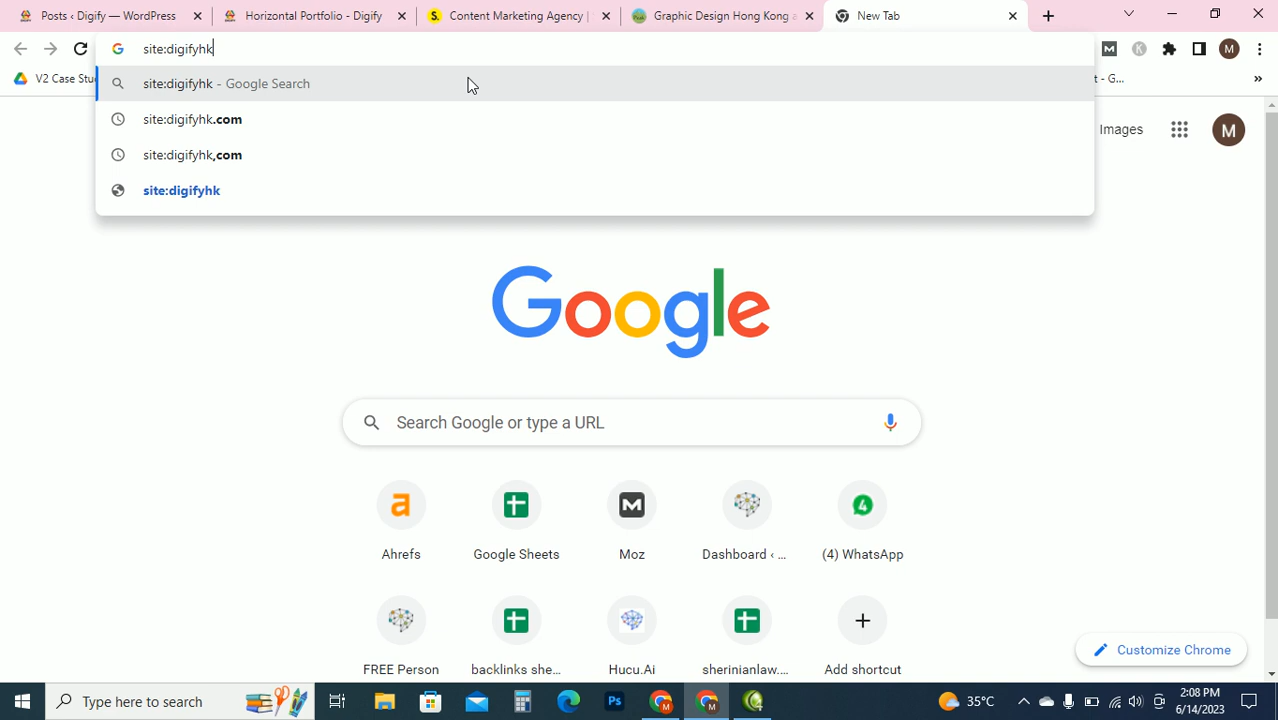 Posts ‹ Digify — WordPress
Horizontal Portfolio - Digify
Content Marketing Agency |
Graphic Design Hong Kong a
New Tab
site:digifyhk
V2 Case Stu
t - G...
site:digifyhk - Google Search
site:digifyhk.com
site:digifyhk,com
site:digifyhk
Images
M
Google
Search Google or type a URL
Ahrefs
Google Sheets
Moz
Dashboard ‹ ...
(4) WhatsApp
FREE Person
backlinks she...
Hucu.Ai
sherinianlaw....
Add shortcut
Customize Chrome
Type here to search
35°C
2:08 PM
6/14/2023